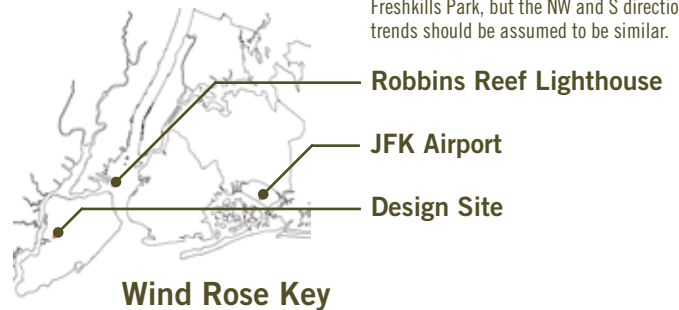 Freshkills Park, but the NW and S directio
trends should be assumed to be similar.
Robbins Reef Lighthouse
JFK Airport
Design Site
Wind Rose Key